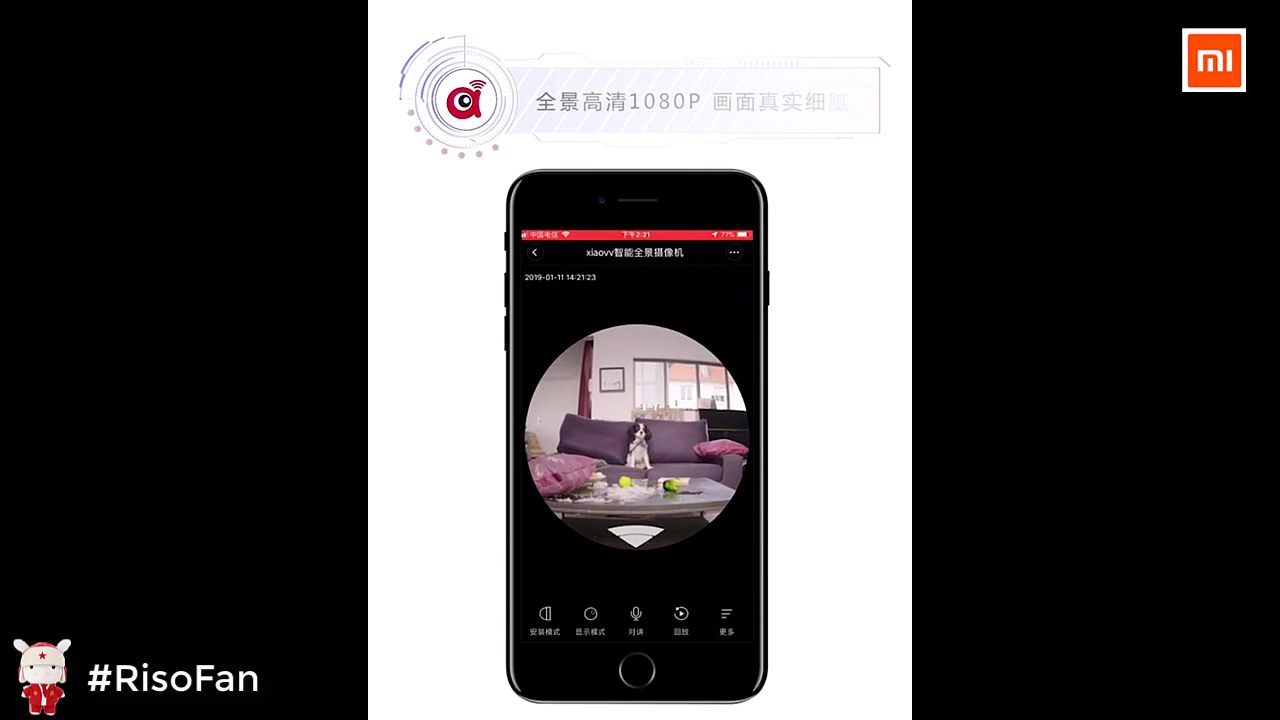 全景高清1080P 画面真实细腻
mi
中国电信 下午2:21 77%
xiaovv智能全景摄像机
2019-01-11 14:21:23
安装模式 显示模式 对讲 回放 更多
#RisoFan